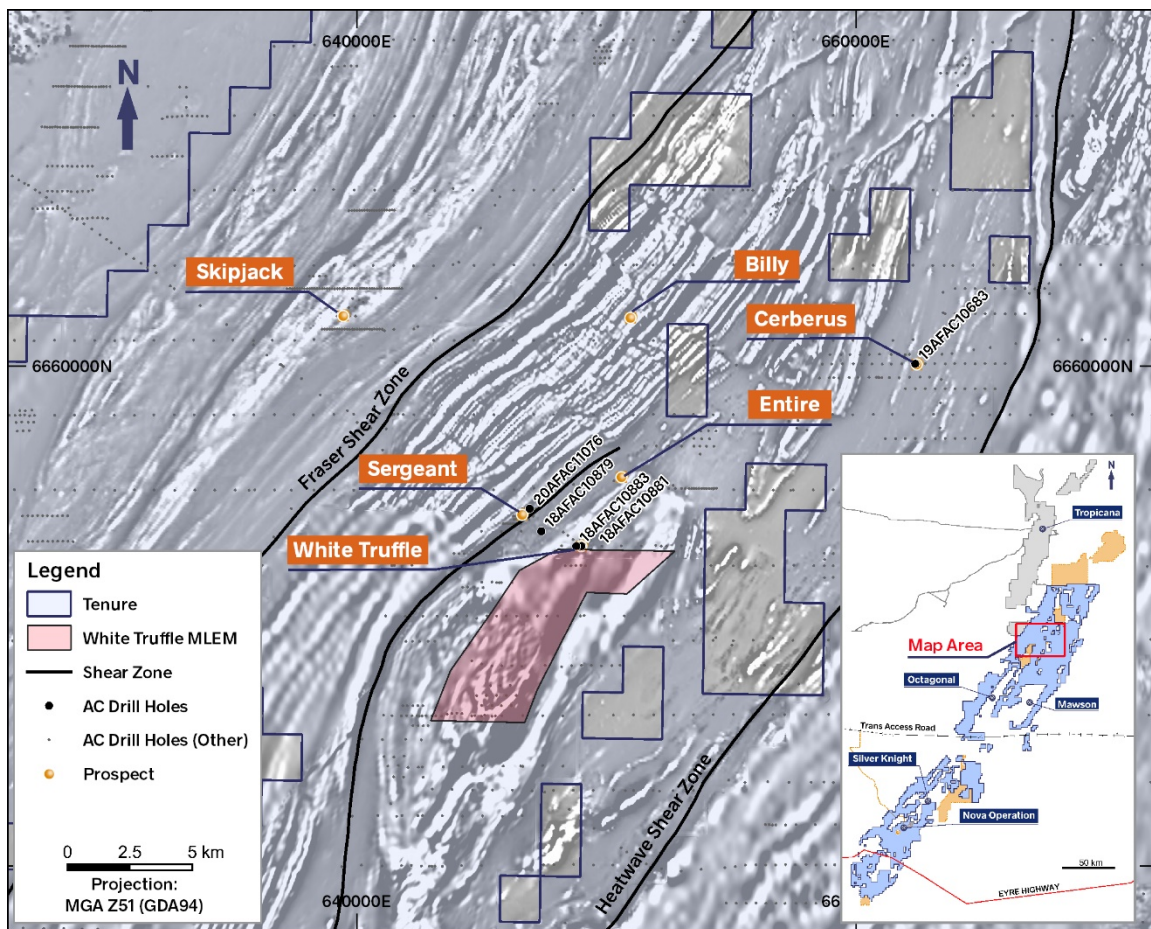 640000E
660000E
N
Skipjack
Billy
Cerberus
19AFAC10683
6660000N
6660000N
Entire
Fraser Shear Zone
Sergeant
20AFAC11076
18AFAC10879
18AFAC10883
18AFAC10881
White Truffle
Heatwave Shear Zone
640000E
Legend
Tenure
White Truffle MLEM
Shear Zone
AC Drill Holes
AC Drill Holes (Other)
Prospect
0 2.5 5 km
Projection:
MGA Z51 (GDA94)
N
Tropicana
Map Area
Octagonal
Mawson
Trans Access Road
Silver Knight
Nova Operation
50 km
EYRE HIGHWAY